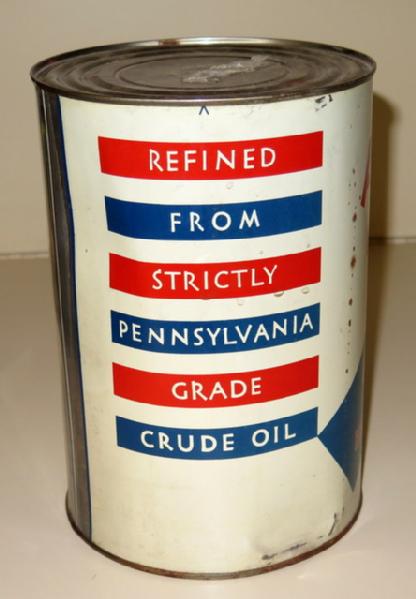 REFINED
FROM
STRICTLY
PENNSYLVANIA
GRADE
CRUDE OIL